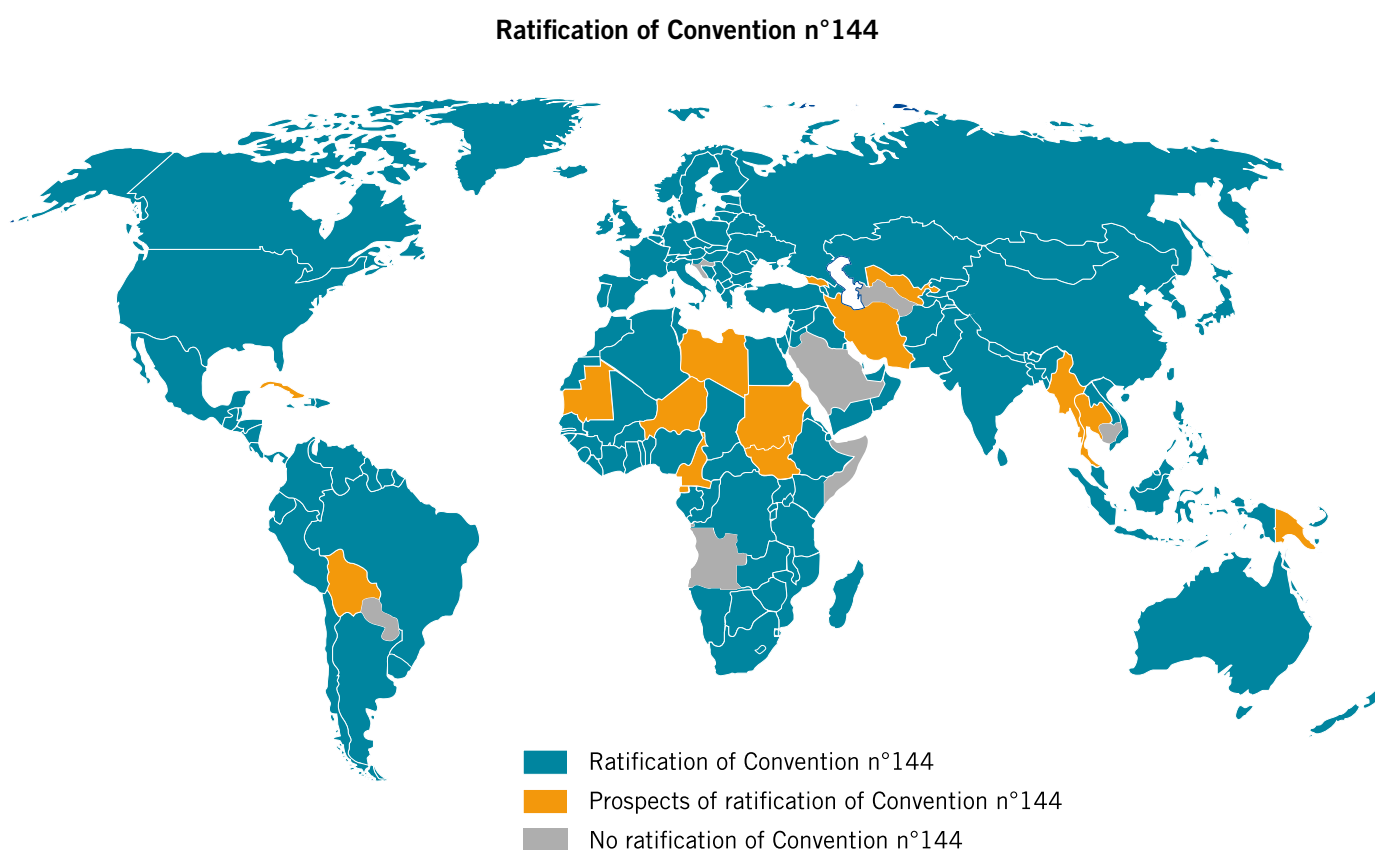 Ratification of Convention n°144
Ratification of Convention n°144
Prospects of ratification of Convention n°144
No ratification of Convention n°144